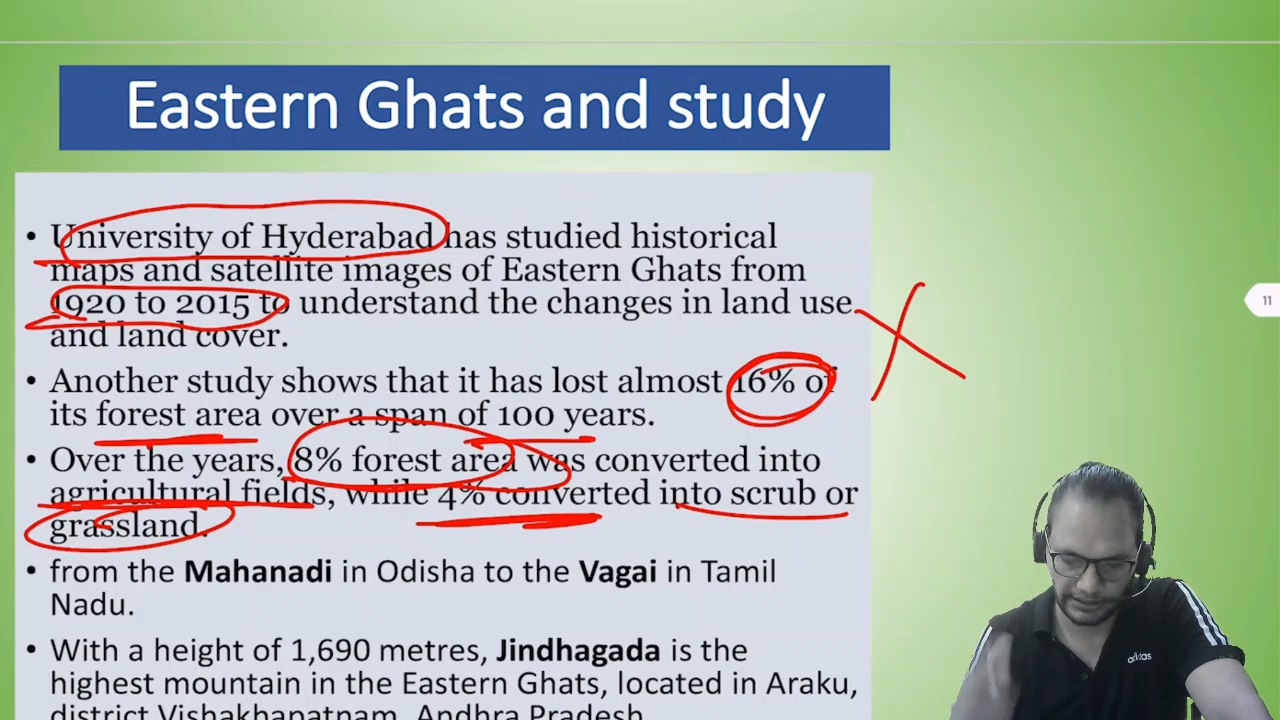 Eastern Ghats and study
• University of Hyderabad has studied historical
maps and satellite images of Eastern Ghats from
1920 to 2015 to understand the changes in land use
and land cover.
• Another study shows that it has lost almost 16% of
its forest area over a span of 100 years.
• Over the years, 8% forest area was converted into
agricultural fields, while 4% converted into scrub or
grassland.
• from the Mahanadi in Odisha to the Vagai in Tamil
Nadu.
• With a height of 1,690 metres, Jindhagada is the
highest mountain in the Eastern Ghats, located in Araku,
district Visakhapatnam, Andhra Pradesh
11
adidas